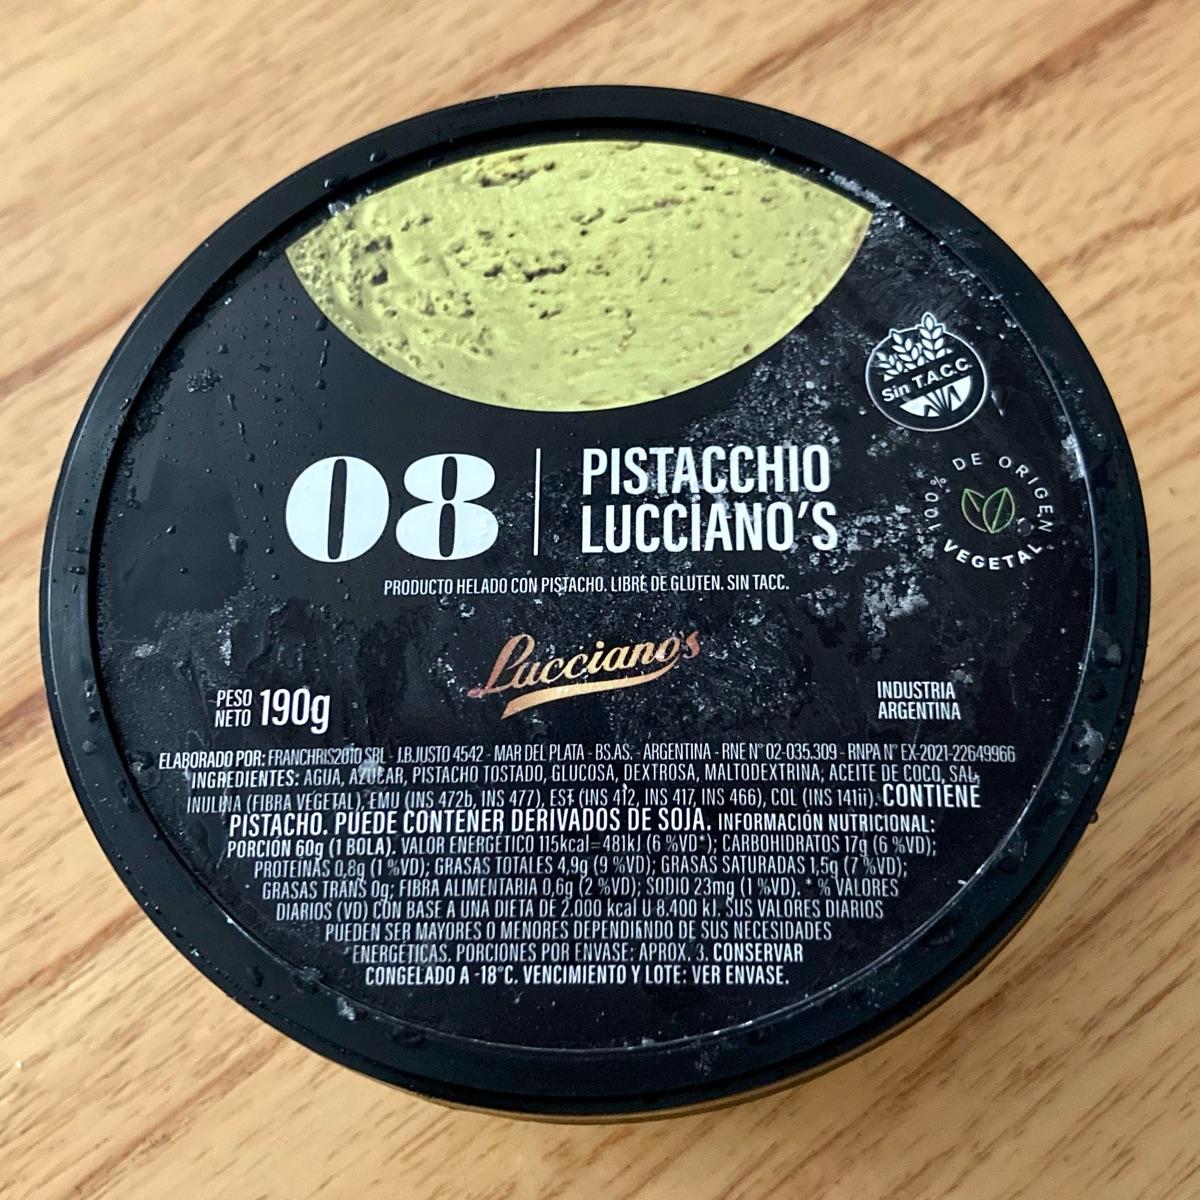 Sin T.A.C.C
100% DE ORIGEN VEGETAL
08
PISTACCHIO
LUCCIANO'S
PRODUCTO HELADO CON PISTACHO. LIBRE DE GLUTEN. SIN TACC.
Lucciano's
PESO
NETO 190g
INDUSTRIA
ARGENTINA
ELABORADO POR: FRANCHRIS2010 SRL - J.B.JUSTO 4542 - MAR DEL PLATA - BS.AS. - ARGENTINA - RNE N° 02-035.309 - RNPA N° EX-2021-22649966
INGREDIENTES: AGUA, AZÚCAR, PISTACHO TOSTADO, GLUCOSA, DEXTROSA, MALTODEXTRINA, ACEITE DE COCO, SAL,
INULINA (FIBRA VEGETAL), EMU (INS 472b, INS 477), EST (INS 412, INS 417, INS 466), COL (INS 141ii). CONTIENE
PISTACHO. PUEDE CONTENER DERIVADOS DE SOJA. INFORMACIÓN NUTRICIONAL:
PORCIÓN 60g (1 BOLA). VALOR ENERGÉTICO 115kcal=481kJ (6 %VD*); CARBOHIDRATOS 17g (6 %VD);
PROTEÍNAS 0,8g (1 %VD); GRASAS TOTALES 4,9g (9 %VD); GRASAS SATURADAS 1,5g (7 %VD);
GRASAS TRANS 0g; FIBRA ALIMENTARIA 0,6g (2 %VD); SODIO 23mg (1 %VD). * % VALORES
DIARIOS (VD) CON BASE A UNA DIETA DE 2.000 kcal U 8.400 kJ. SUS VALORES DIARIOS
PUEDEN SER MAYORES O MENORES DEPENDIENDO DE SUS NECESIDADES
ENERGÉTICAS. PORCIONES POR ENVASE: APROX. 3. CONSERVAR
CONGELADO A -18°C. VENCIMIENTO Y LOTE: VER ENVASE.